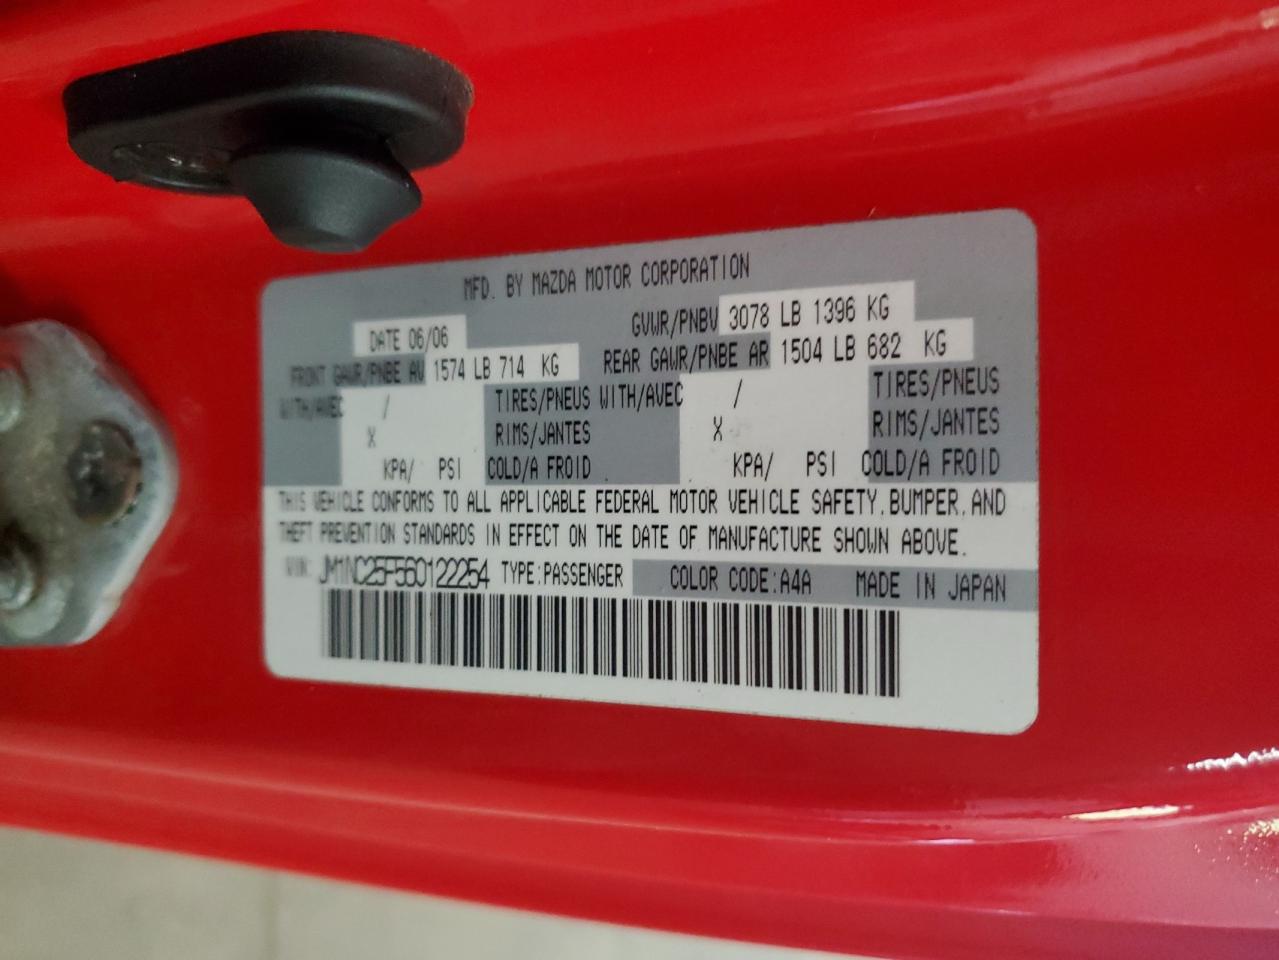 MFD. BY MAZDA MOTOR CORPORATION
DATE 06/06 GVWR/PNBV 3078 LB 1396 KG
FRONT GAWR/PNBE AV 1574 LB 714 KG REAR GAWR/PNBE AR 1504 LB 682 KG
WITH/AVEC / TIRES/PNEUS WITH/AVEC / TIRES/PNEUS
X RIMS/JANTES X RIMS/JANTES
KPA/ PSI COLD/A FROID KPA/ PSI COLD/A FROID
THIS VEHICLE CONFORMS TO ALL APPLICABLE FEDERAL MOTOR VEHICLE SAFETY, BUMPER, AND
THEFT PREVENTION STANDARDS IN EFFECT ON THE DATE OF MANUFACTURE SHOWN ABOVE.
VIN: JM1NC25F560122254 TYPE:PASSENGER COLOR CODE:A4A MADE IN JAPAN